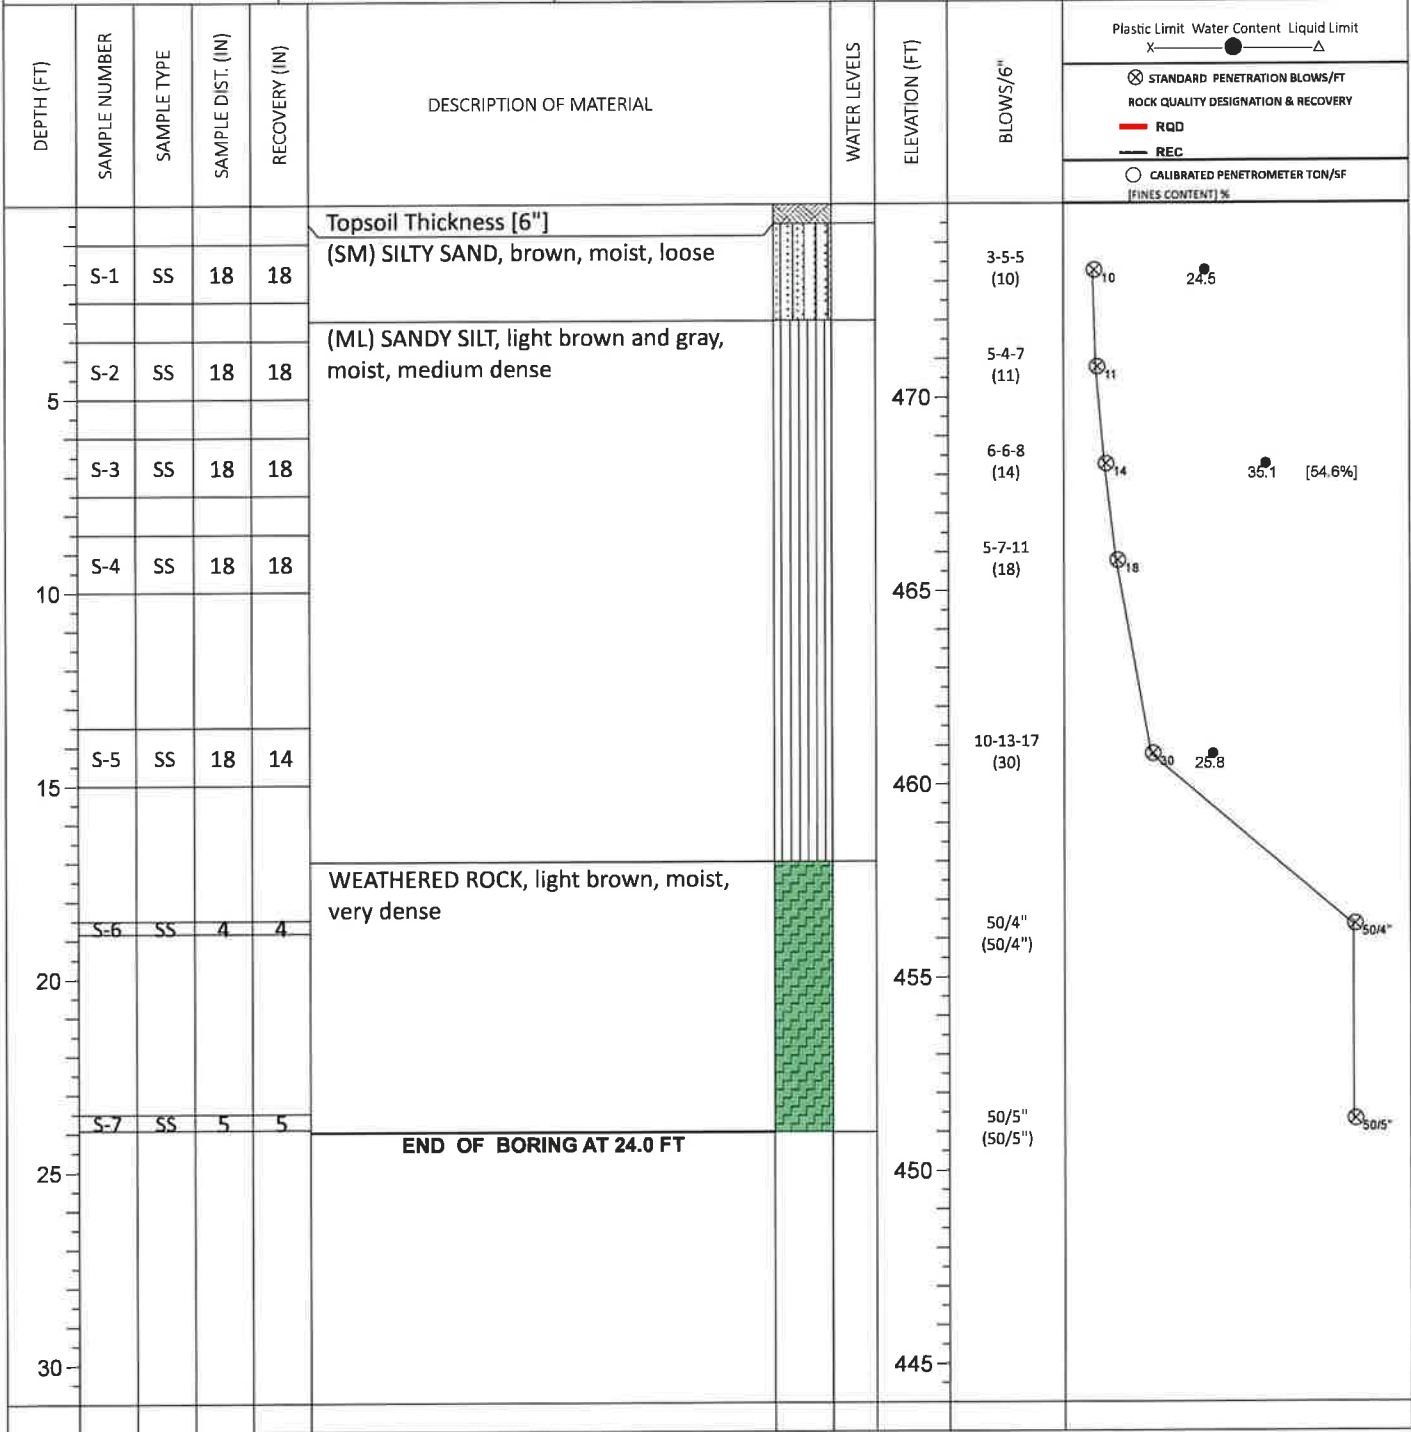 DEPTH (FT)
SAMPLE NUMBER
SAMPLE TYPE
SAMPLE DIST. (IN)
RECOVERY (IN)
DESCRIPTION OF MATERIAL
WATER LEVELS
ELEVATION (FT)
BLOWS/6"
Plastic Limit Water Content Liquid Limit
X
STANDARD PENETRATION BLOWS/FT
ROCK QUALITY DESIGNATION & RECOVERY
RQD
REC
CALIBRATED PENETROMETER TON/SF
[FINES CONTENT] %
Topsoil Thickness [6"]
(SM) SILTY SAND, brown, moist, loose
S-1 SS 18 18
3-5-5
(10)
10
24.5
(ML) SANDY SILT, light brown and gray,
moist, medium dense
S-2 SS 18 18
5-4-7
(11)
11
5
470
S-3 SS 18 18
6-6-8
(14)
14
35.1 [54.6%]
S-4 SS 18 18
5-7-11
(18)
18
10
465
S-5 SS 18 14
10-13-17
(30)
30
25.8
15
460
WEATHERED ROCK, light brown, moist,
very dense
S-6 SS 4 4
50/4"
(50/4")
50/4"
20
455
S-7 SS 5 5
50/5"
(50/5")
50/5"
END OF BORING AT 24.0 FT
25
450
30
445